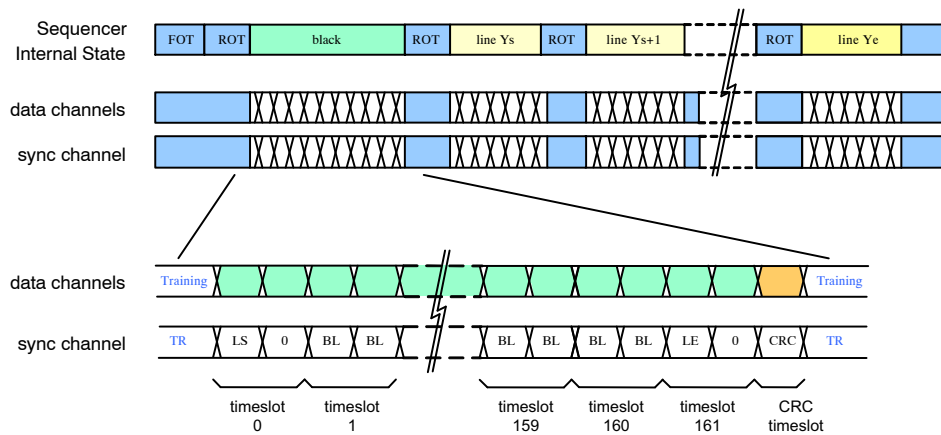 Sequencer
Internal State
FOT ROT black ROT line Ys ROT line Ys+1 ROT line Ye
data channels
sync channel
data channels Training Training
sync channel TR LS 0 BL BL BL BL BL BL LE 0 CRC TR
timeslot timeslot timeslot timeslot timeslot CRC
0 1 159 160 161 timeslot